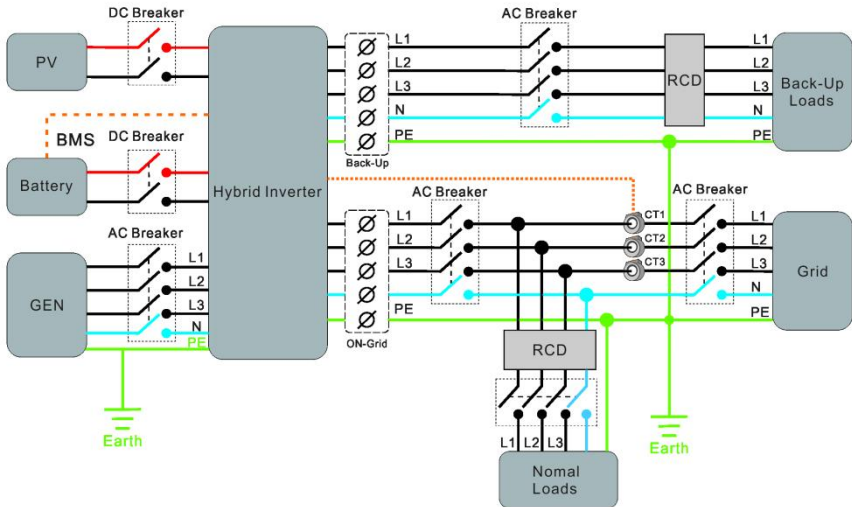 DC Breaker
PV
BMS
DC Breaker
Battery
AC Breaker
GEN
L1
L2
L3
N
PE
Earth
Hybrid Inverter
L1
L2
L3
N
PE
Back-Up
AC Breaker
RCD
L1
L2
L3
N
PE
Back-Up
Loads
L1
L2
L3
N
PE
ON-Grid
AC Breaker
CT1
CT2
CT3
AC Breaker
L1
L2
L3
N
PE
Grid
RCD
L1
L2
L3
Nomal
Loads
Earth